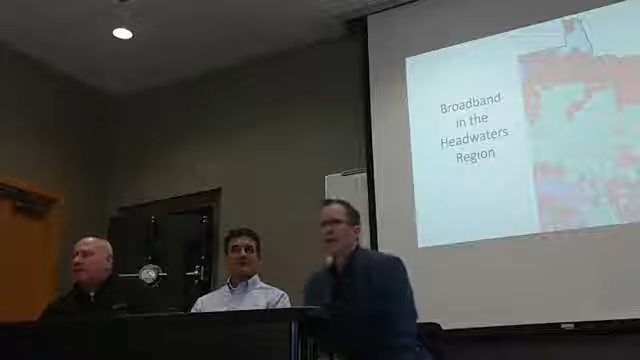 Broadband
in the
Headwaters
Region